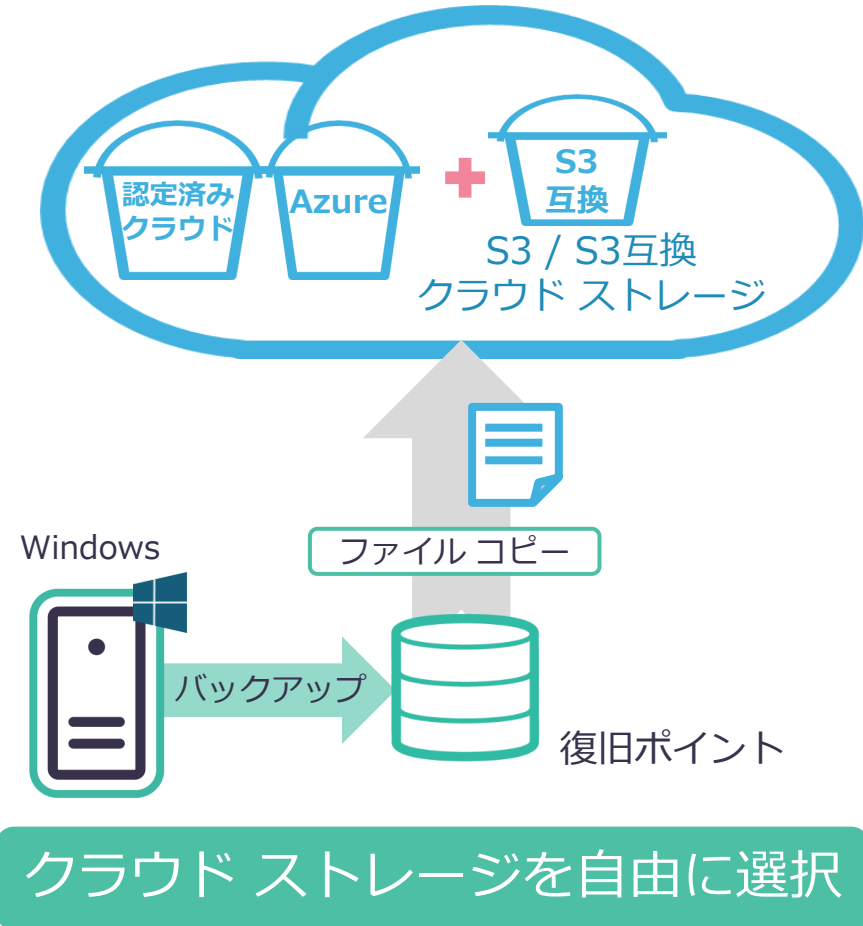 認定済み
クラウド
Azure
S3
互換
S3 / S3互換
クラウド ストレージ
Windows
ファイル コピー
バックアップ
復旧ポイント
クラウド ストレージを自由に選択